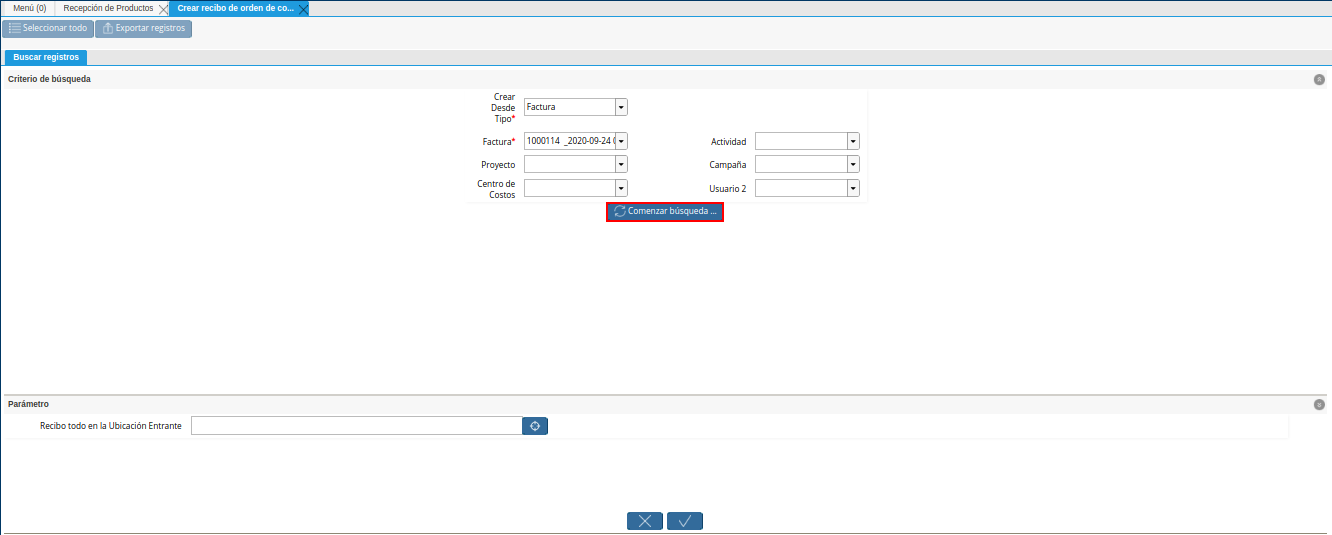 Menú (0) Recepción de Productos Crear recibo de orden de co...
Seleccionar todo Exportar registros
Buscar registros
Criterio de búsqueda
Crear
Desde
Tipo* Factura
Factura* 1000114 _2020-09-24 Actividad
Proyecto Campaña
Centro de
Costos Usuario 2
Comenzar búsqueda ...
Parámetro
Recibo todo en la Ubicación Entrante